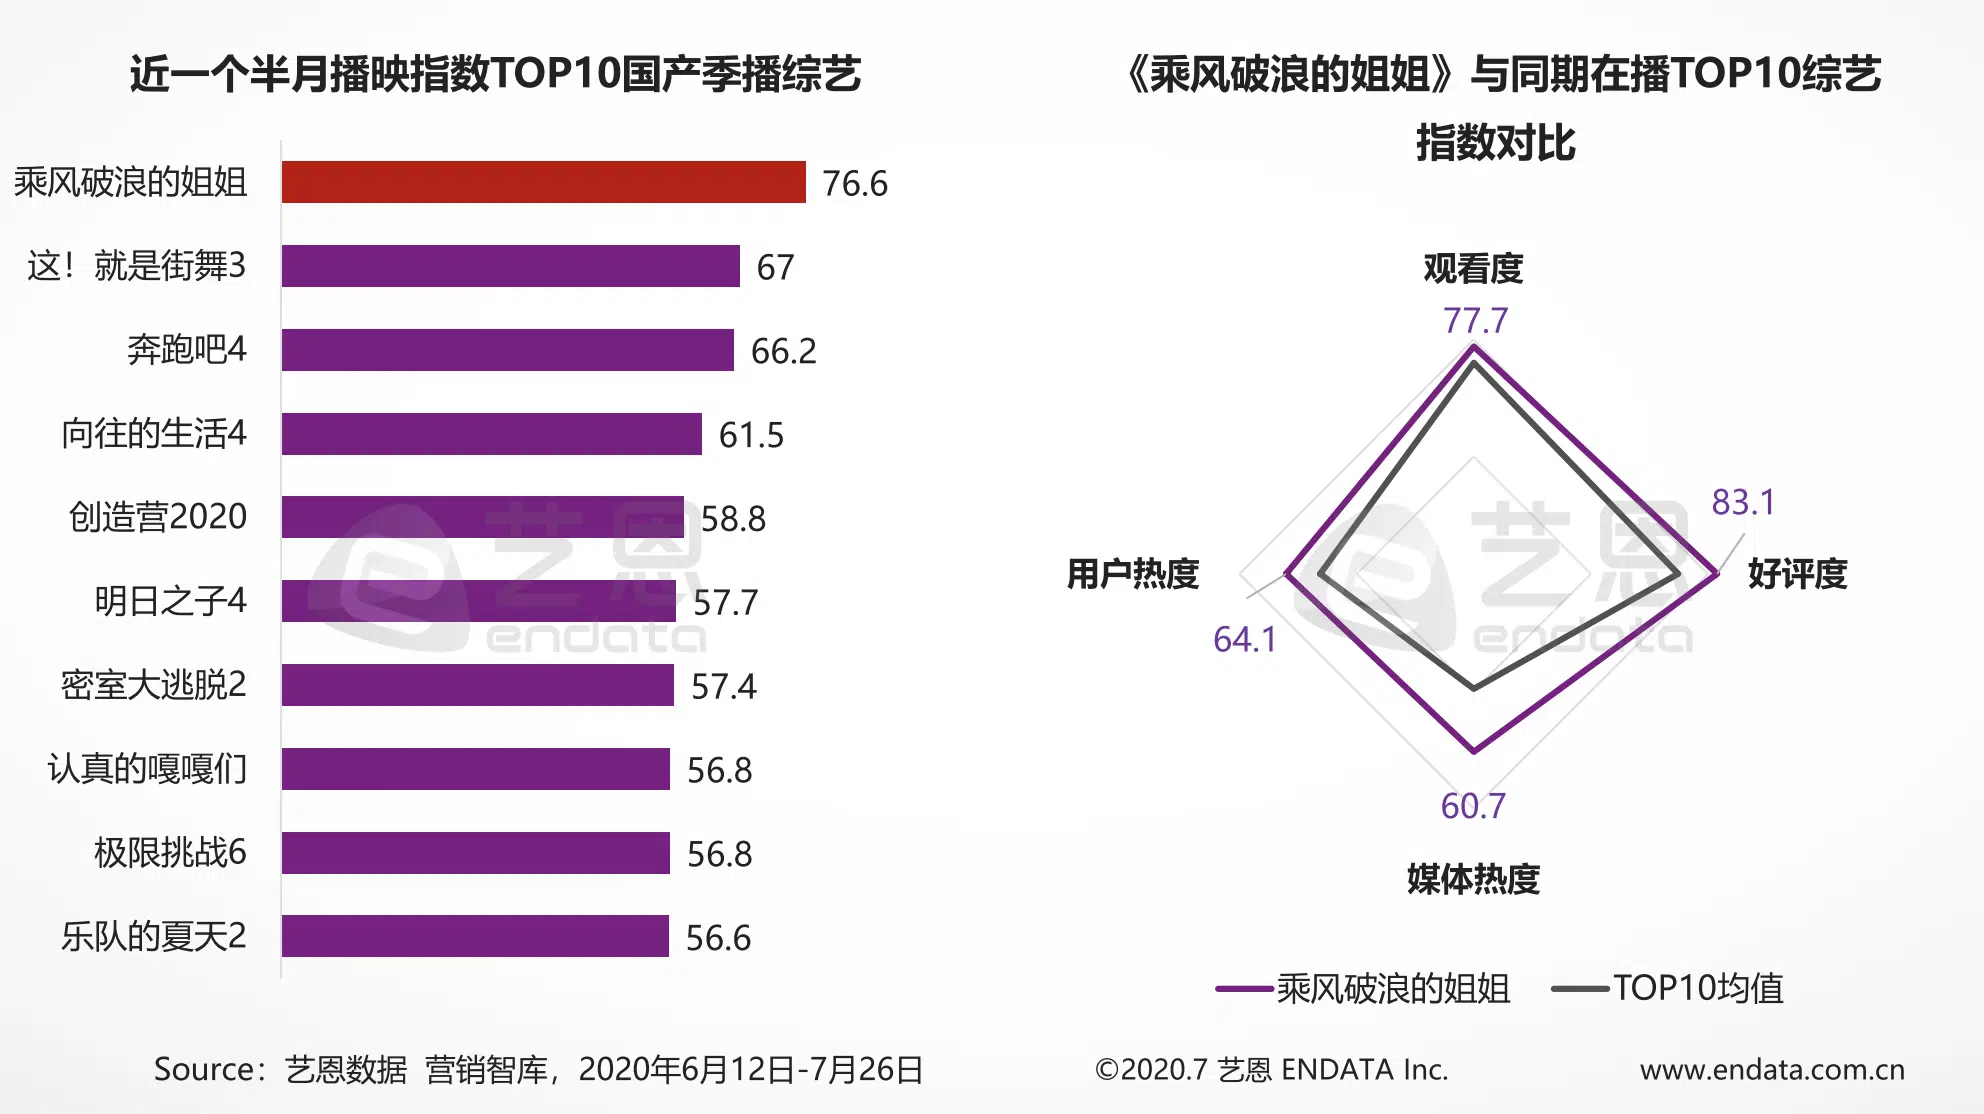 近一个半月播映指数TOP10国产季播综艺
乘风破浪的姐姐 76.6
这！就是街舞3 67
奔跑吧4 66.2
向往的生活4 61.5
创造营2020 58.8
明日之子4 57.7
密室大逃脱2 57.4
认真的嘎嘎们 56.8
极限挑战6 56.8
乐队的夏天2 56.6
艺恩
endata
《乘风破浪的姐姐》与同期在播TOP10综艺
指数对比
观看度
77.7
83.1
好评度
用户热度
64.1
60.7
媒体热度
艺恩
endata
乘风破浪的姐姐 TOP10均值
Source：艺恩数据 营销智库，2020年6月12日-7月26日
©2020.7 艺恩 ENDATA Inc.
www.endata.com.cn